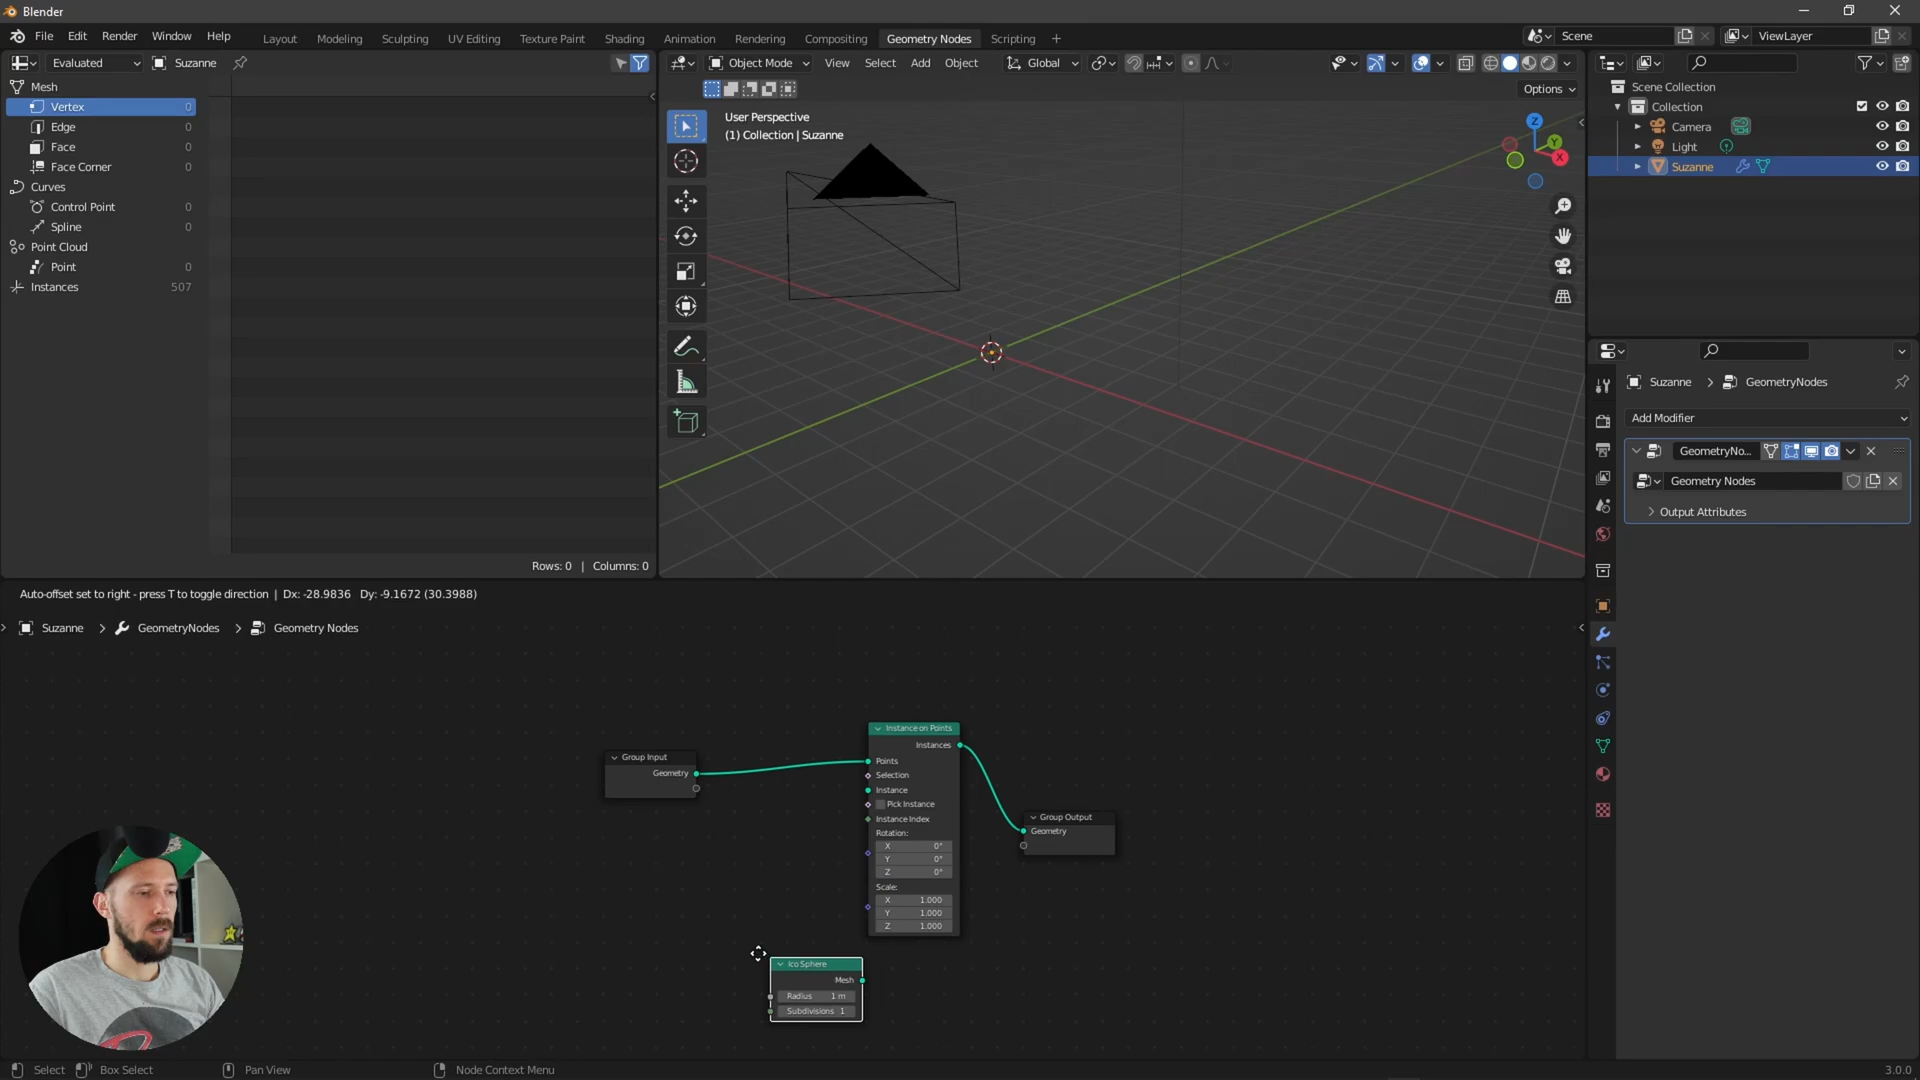 Blender
File Edit Render Window Help Layout Modeling Sculpting UV Editing Texture Paint Shading Animation Rendering Compositing Geometry Nodes Scripting + Scene ViewLayer
Evaluated Suzanne
Mesh
Vertex 0
Edge 0
Face 0
Face Corner 0
Curves
Control Point 0
Spline 0
Point Cloud
Point 0
Instances 507
Rows: 0 | Columns: 0
Object Mode View Select Add Object Global
Options
User Perspective
(1) Collection | Suzanne
Z
Y
X
Scene Collection
Collection
Camera
Light
Suzanne
Suzanne > GeometryNodes
Add Modifier
GeometryNo...
Geometry Nodes
Output Attributes
Auto-offset set to right - press T to toggle direction | Dx: -28.9836 Dy: -9.1672 (30.3988)
Suzanne > GeometryNodes > Geometry Nodes
Group Input
Geometry
Instance on Points
Instances
Points
Selection
Instance
Pick Instance
Instance Index
Rotation:
X 0°
Y 0°
Z 0°
Scale:
X 1.000
Y 1.000
Z 1.000
Group Output
Geometry
Ico Sphere
Mesh
Radius 1 m
Subdivisions 1
Select Box Select Pan View Node Context Menu 3.0.0